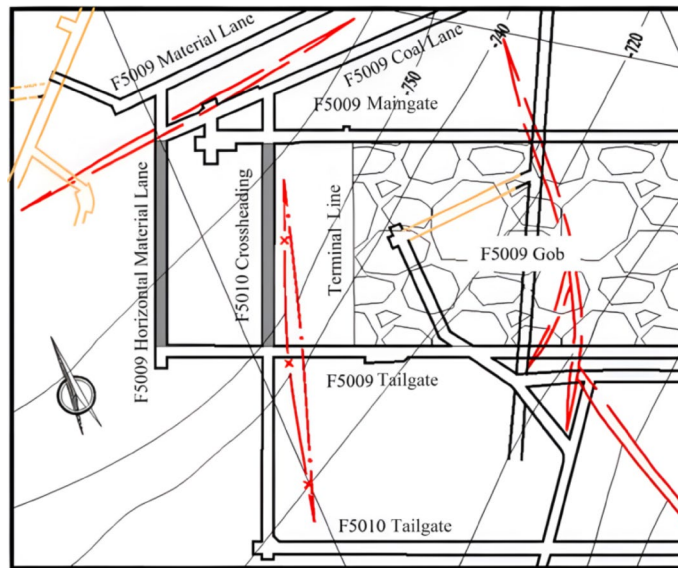 F5009 Material Lane
F5009 Coal Lane
-740
-720
-750
F5009 Maingate
F5009 Horizontal Material Lane
F5010 Crossheading
Terminal Line
F5009 Gob
F5009 Tailgate
F5010 Tailgate